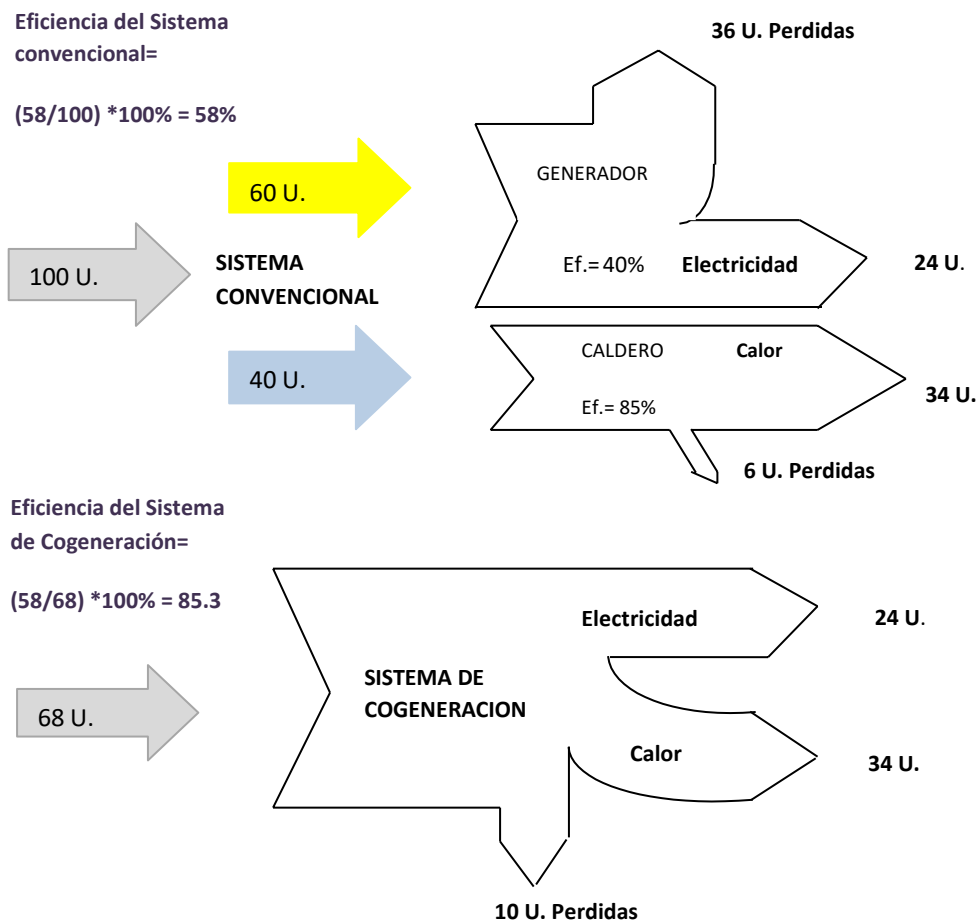 Eficiencia del Sistema
convencional=
(58/100) *100% = 58%
36 U. Perdidas
60 U.
GENERADOR
100 U.
SISTEMA
CONVENCIONAL
Ef.= 40% Electricidad
24 U.
40 U.
CALDERO Calor
Ef.= 85%
34 U.
6 U. Perdidas
Eficiencia del Sistema
de Cogeneración=
(58/68) *100% = 85.3
Electricidad
24 U.
68 U.
SISTEMA DE
COGENERACION
Calor
34 U.
10 U. Perdidas